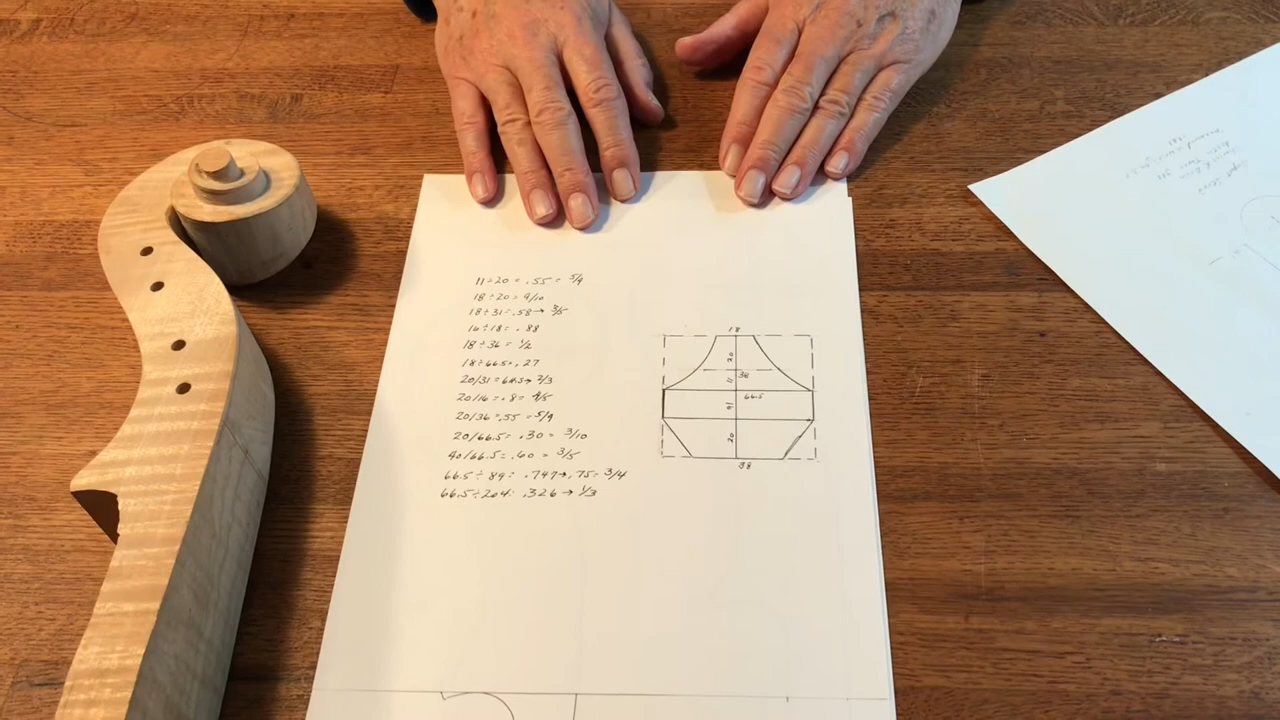 11 ÷ 20 = .55 = 5/9
18 ÷ 20 = 9/10
18 ÷ 31 = .58 → 3/5
16 ÷ 18 = .88
18 ÷ 36 = 1/2
18 ÷ 66.5 = .27
20/31 = 64.5 → 2/3
20/16 = .8 = 4/5
20/36 = .55 = 5/9
20/66.5 = .30 = 3/10
40/66.5 = .60 = 3/5
66.5 ÷ 89 = .747 → .75 = 3/4
66.5 ÷ 204 = .326 → 1/3
18
20
36
11
66.5
16
20
38